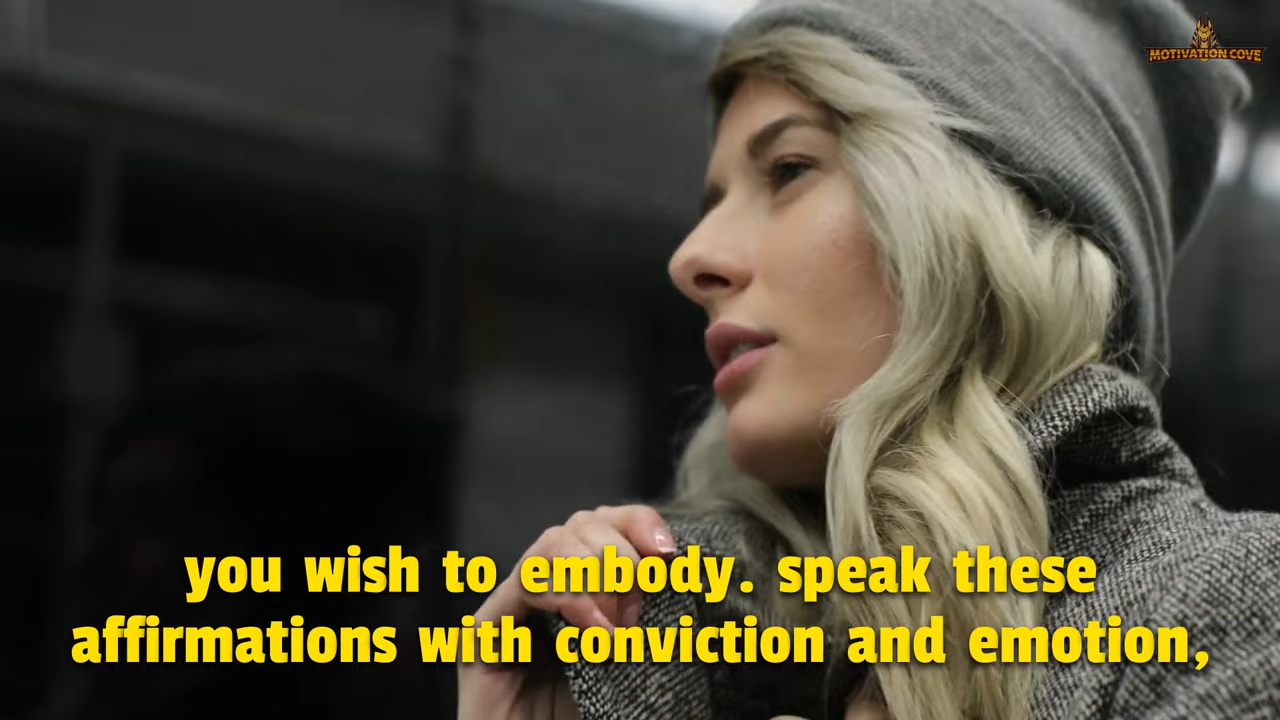 MOTIVATION COVE
you wish to embody. speak these
affirmations with conviction and emotion,